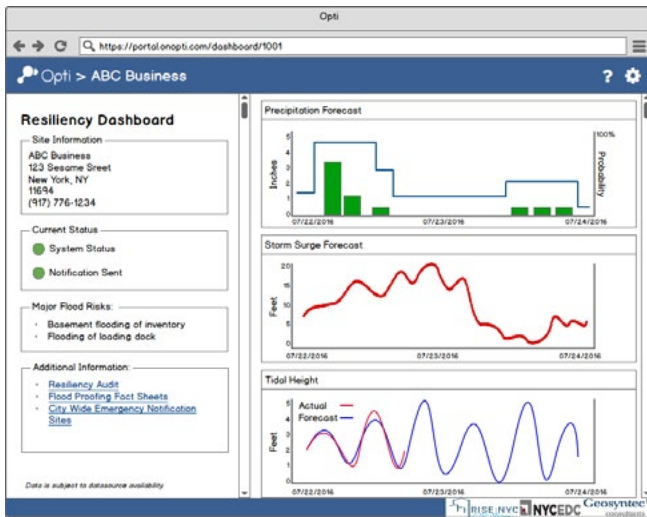 Opti
https://portal.onopti.com/dashboard/1001
Opti > ABC Business
?
Resiliency Dashboard
Site Information
ABC Business
123 Sesame Sreet
New York, NY
11694
(917) 776-1234
Current Status
System Status
Notification Sent
Major Flood Risks:
Basement flooding of inventory
Flooding of loading dock
Additional Information:
Resiliency Audit
Flood Proofing Fact Sheets
City Wide Emergency Notification
Sites
Data is subject to datasource availability
Precipitation Forecast
5
4
3
2
1
0
Inches
100%
Probability
07/22/2016
07/23/2016
07/24/2016
Storm Surge Forecast
20
15
10
5
0
Feet
07/22/2016
07/23/2016
07/24/2016
Tidal Height
Actual
Forecast
5
4
3
2
1
0
Feet
07/22/2016
07/23/2016
07/24/2016
RISE NYC
NYCEDC
Geosyntec
consultants